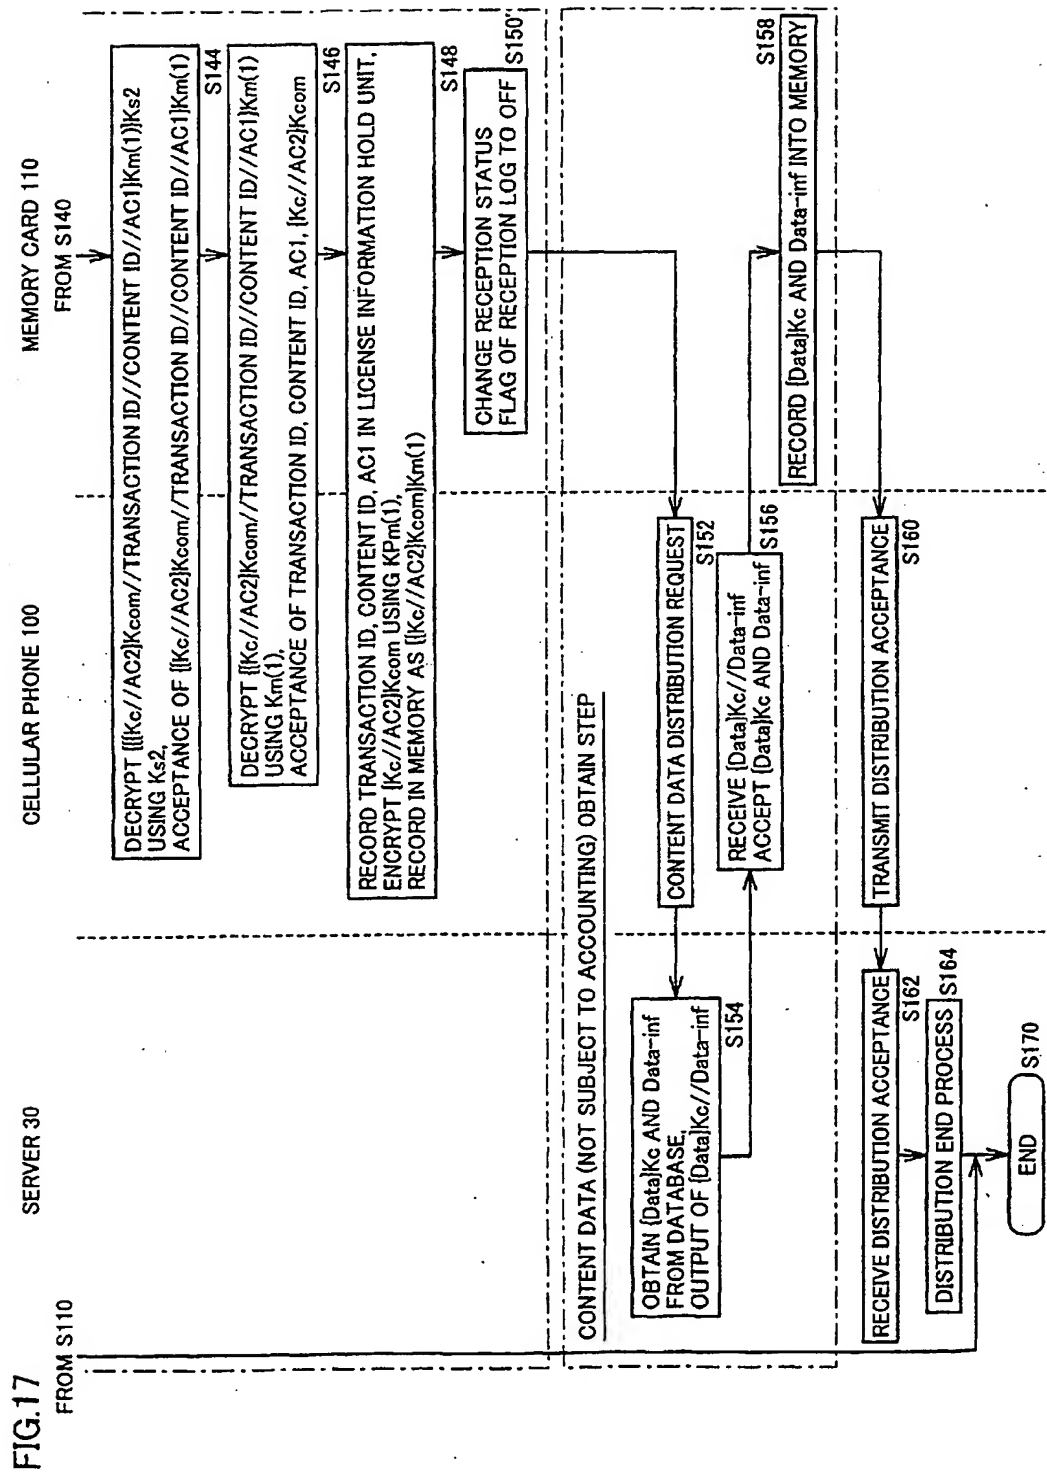 FIG.17
FROM S110
SERVER 30
CELLULAR PHONE 100
MEMORY CARD 110
FROM S140
DECRYPT {{{{Kc//AC2}Kcom//TRANSACTION ID//CONTENT ID//AC1}Km(1)}Ks2
USING Ks2,
ACCEPTANCE OF {{Kc//AC2}Kcom//TRANSACTION ID//CONTENT ID//AC1}Km(1)
S144
DECRYPT {{Kc//AC2}Kcom//TRANSACTION ID//CONTENT ID//AC1}Km(1)
USING Km(1),
ACCEPTANCE OF TRANSACTION ID, CONTENT ID, AC1, {Kc//AC2}Kcom
S146
RECORD TRANSACTION ID, CONTENT ID, AC1 IN LICENSE INFORMATION HOLD UNIT,
ENCRYPT {Kc/AC2}Kcom USING KPm(1),
RECORD IN MEMORY AS {{Kc//AC2}Kcom}Km(1)
S148
CHANGE RECEPTION STATUS
FLAG OF RECEPTION LOG TO OFF
S150'
CONTENT DATA (NOT SUBJECT TO ACCOUNTING) OBTAIN STEP
CONTENT DATA DISTRIBUTION REQUEST
S152
OBTAIN {Data}Kc AND Data-inf
FROM DATABASE,
OUTPUT OF {Data}Kc//Data-inf
S154
RECEIVE {Data}Kc//Data-inf
ACCEPT {Data}Kc AND Data-inf
S156
RECORD {Data}Kc AND Data-inf INTO MEMORY
S158
TRANSMIT DISTRIBUTION ACCEPTANCE
S160
RECEIVE DISTRIBUTION ACCEPTANCE
S162
DISTRIBUTION END PROCESS
S164
END
S170